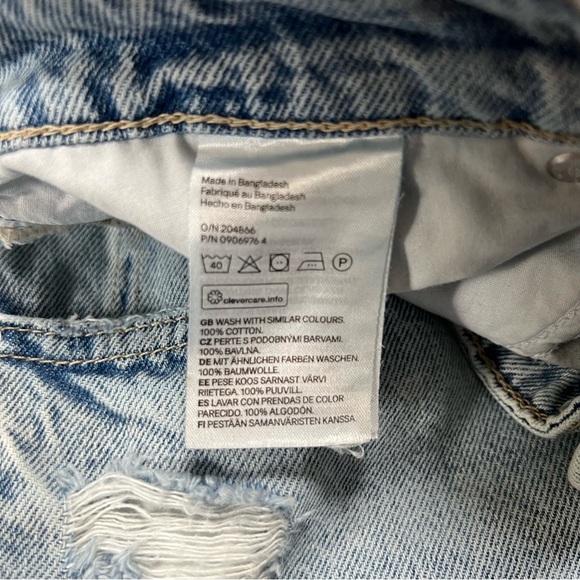 Made in Bangladesh
Fabriqué au Bangladesh
Hecho en Bangladesh
O/N 204866
P/N 0906976 4
40
P
clevercare.info
GB WASH WITH SIMILAR COLOURS.
100% COTTON.
CZ PERTE S PODOBNÝMI BARVAMI.
100% BAVLNA.
DE MIT ÄHNLICHEN FARBEN WASCHEN.
100% BAUMWOLLE.
EE PESE KOOS SARNAST VÄRVI
RIIETEGA. 100% PUUVILL.
ES LAVAR CON PRENDAS DE COLOR
PARECIDO. 100% ALGODÓN.
FI PESTÄÄN SAMANVÄRISTEN KANSSA.